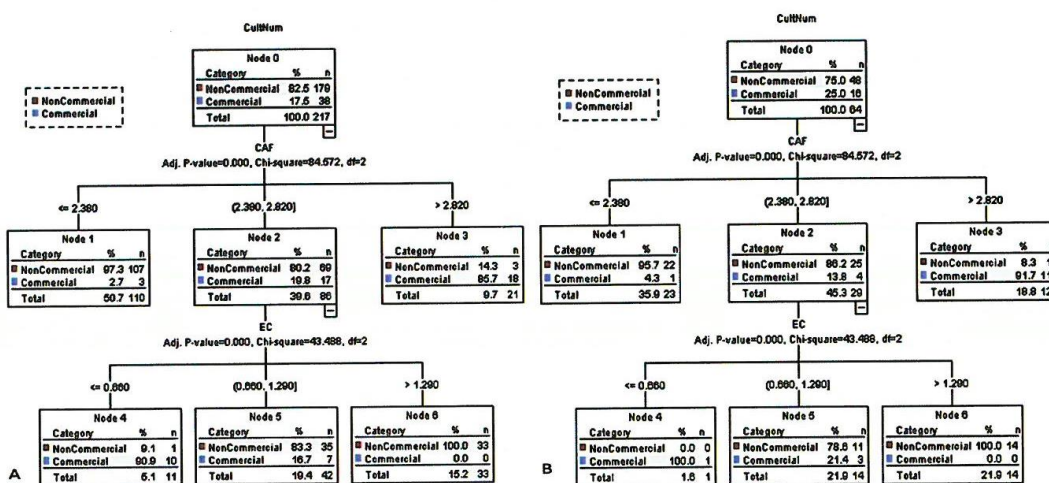 CultNum
Node 0
Category % n
NonCommercial 82.5 179
Commercial 17.5 38
Total 100.0 217
NonCommercial
Commercial
CAF
Adj. P-value=0.000, Chi-square=84.572, df=2
<= 2.380
(2.380, 2.820]
> 2.820
Node 1
Category % n
NonCommercial 97.3 107
Commercial 2.7 3
Total 50.7 110
Node 2
Category % n
NonCommercial 80.2 69
Commercial 19.8 17
Total 39.6 86
Node 3
Category % n
NonCommercial 14.3 3
Commercial 85.7 18
Total 9.7 21
EC
Adj. P-value=0.000, Chi-square=43.488, df=2
<= 0.660
(0.660, 1.290]
> 1.290
Node 4
Category % n
NonCommercial 9.1 1
Commercial 90.9 10
Total 5.1 11
Node 5
Category % n
NonCommercial 83.3 35
Commercial 16.7 7
Total 19.4 42
Node 6
Category % n
NonCommercial 100.0 33
Commercial 0.0 0
Total 15.2 33
A
CultNum
Node 0
Category % n
NonCommercial 75.0 48
Commercial 25.0 16
Total 100.0 64
NonCommercial
Commercial
CAF
Adj. P-value=0.000, Chi-square=84.572, df=2
<= 2.380
(2.380, 2.820]
> 2.820
Node 1
Category % n
NonCommercial 95.7 22
Commercial 4.3 1
Total 35.9 23
Node 2
Category % n
NonCommercial 86.2 25
Commercial 13.8 4
Total 45.3 29
Node 3
Category % n
NonCommercial 8.3 1
Commercial 91.7 11
Total 18.8 12
EC
Adj. P-value=0.000, Chi-square=43.488, df=2
<= 0.660
(0.660, 1.290]
> 1.290
Node 4
Category % n
NonCommercial 0.0 0
Commercial 100.0 1
Total 1.6 1
Node 5
Category % n
NonCommercial 78.6 11
Commercial 21.4 3
Total 21.9 14
Node 6
Category % n
NonCommercial 100.0 14
Commercial 0.0 0
Total 21.9 14
B